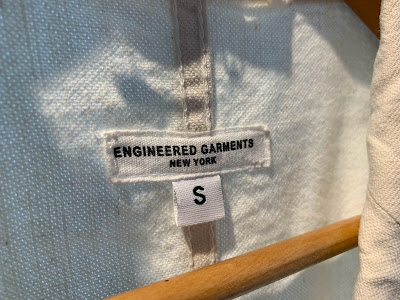 ENGINEERED GARMENTS
NEW YORK
S